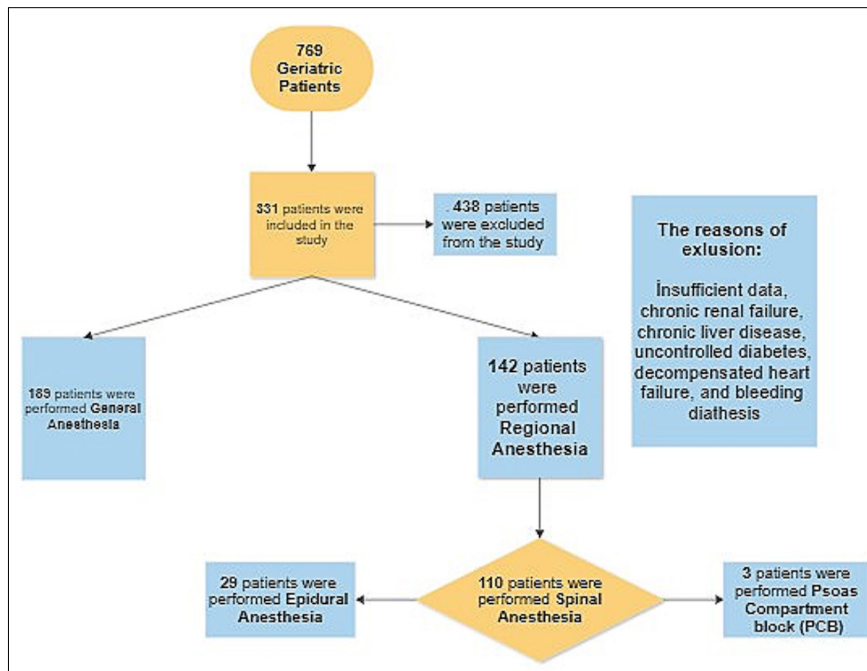 769
Geriatric
Patients
331 patients were
included in the
study
. 438 patients
were excluded
from the study
The reasons of
exlusion:
İnsufficient data,
chronic renal failure,
chronic liver disease,
uncontrolled diabetes,
decompensated heart
failure, and bleeding
diathesis
189 patients were
performed General
Anesthesia
142 patients
were
performed
Regional
Anesthesia
29 patients were
performed Epidural
Anesthesia
110 patients were
performed Spinal
Anesthesia
3 patients were
performed Psoas
Compartment
block (PCB)